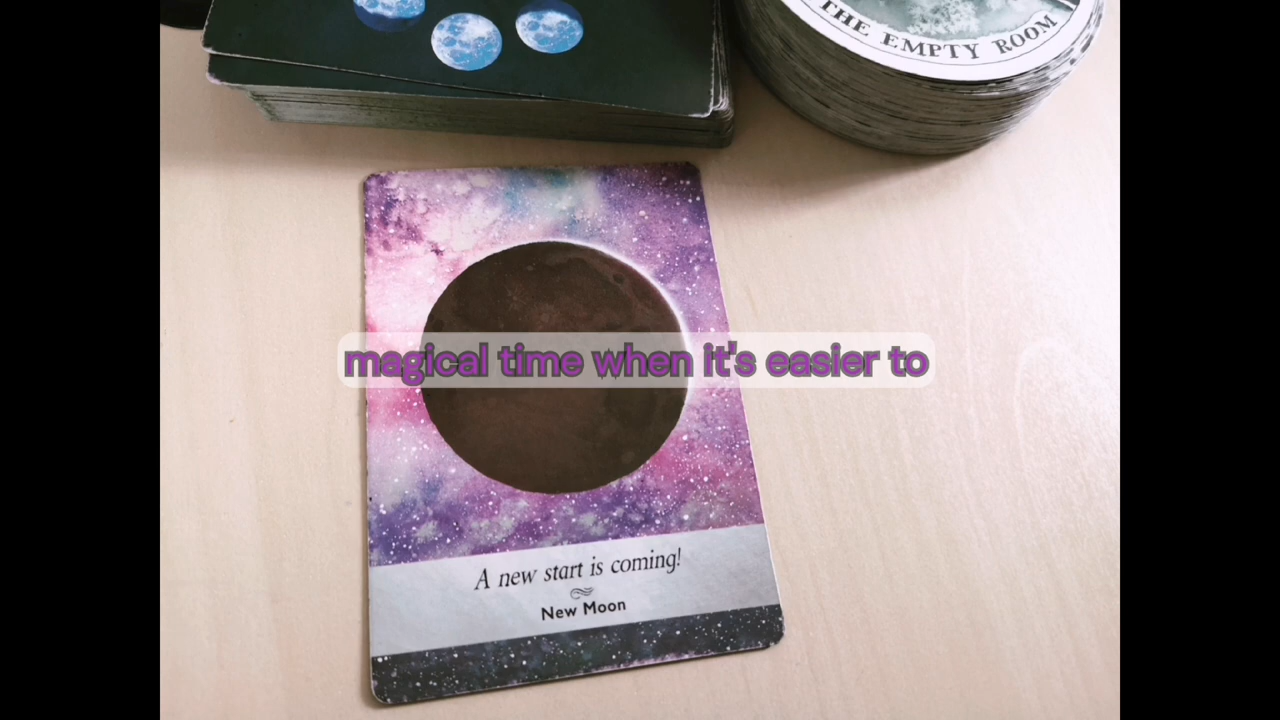 THE EMPTY ROOM
magical time when it's easier to
A new start is coming!
New Moon